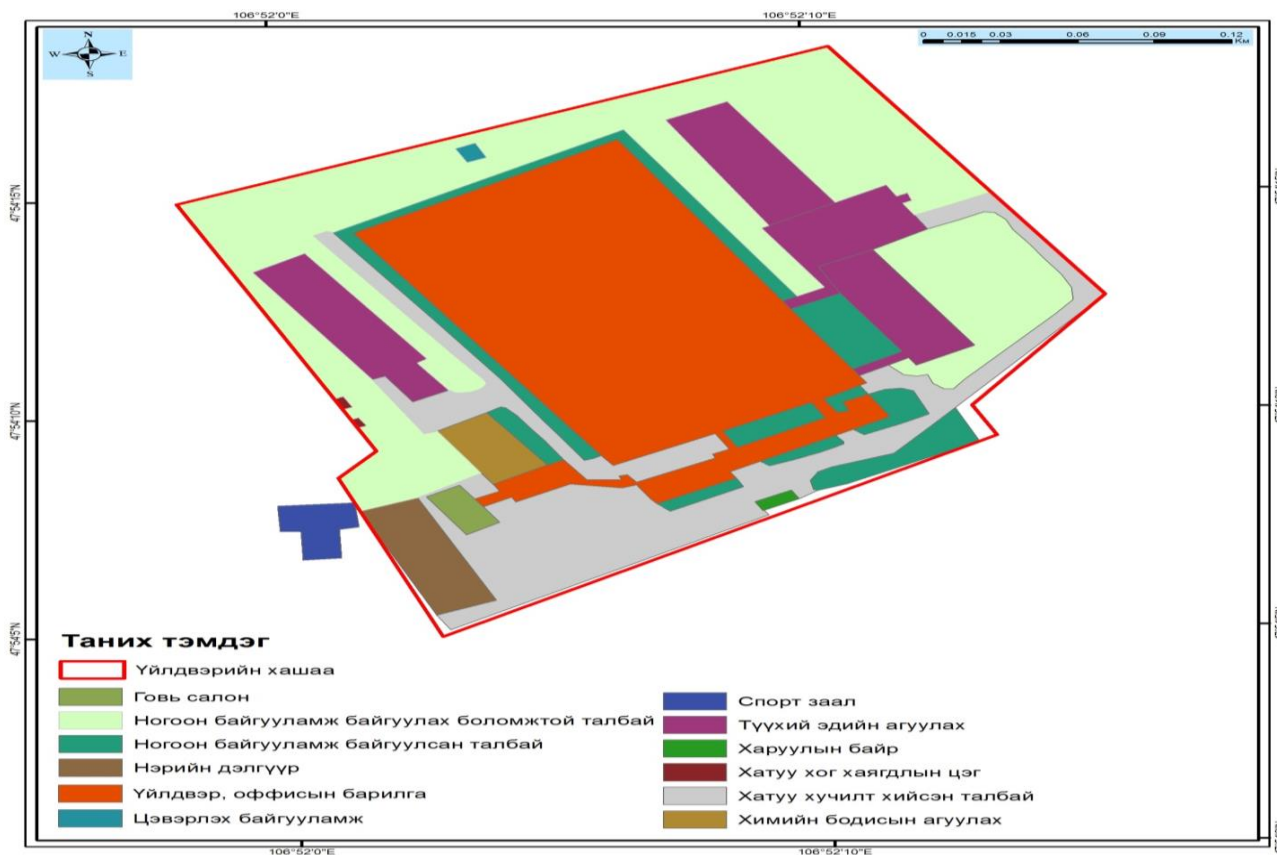 106°52'0"E 106°52'10"E
N
W E
S
0 0.015 0.03 0.06 0.09 0.12
Км
47°54'15"N
47°54'10"N
47°54'5"N
Таних тэмдэг
Үйлдвэрийн хашаа
Говь салон
Ногоон байгууламж байгуулах боломжтой талбай
Ногоон байгууламж байгуулсан талбай
Нэрийн дэлгүүр
Үйлдвэр, оффисын барилга
Цэвэрлэх байгууламж
Спорт заал
Түүхий эдийн агуулах
Харуулын байр
Хатуу хог хаягдлын цэг
Хатуу хучилт хийсэн талбай
Химийн бодисын агуулах
106°52'0"E 106°52'10"E